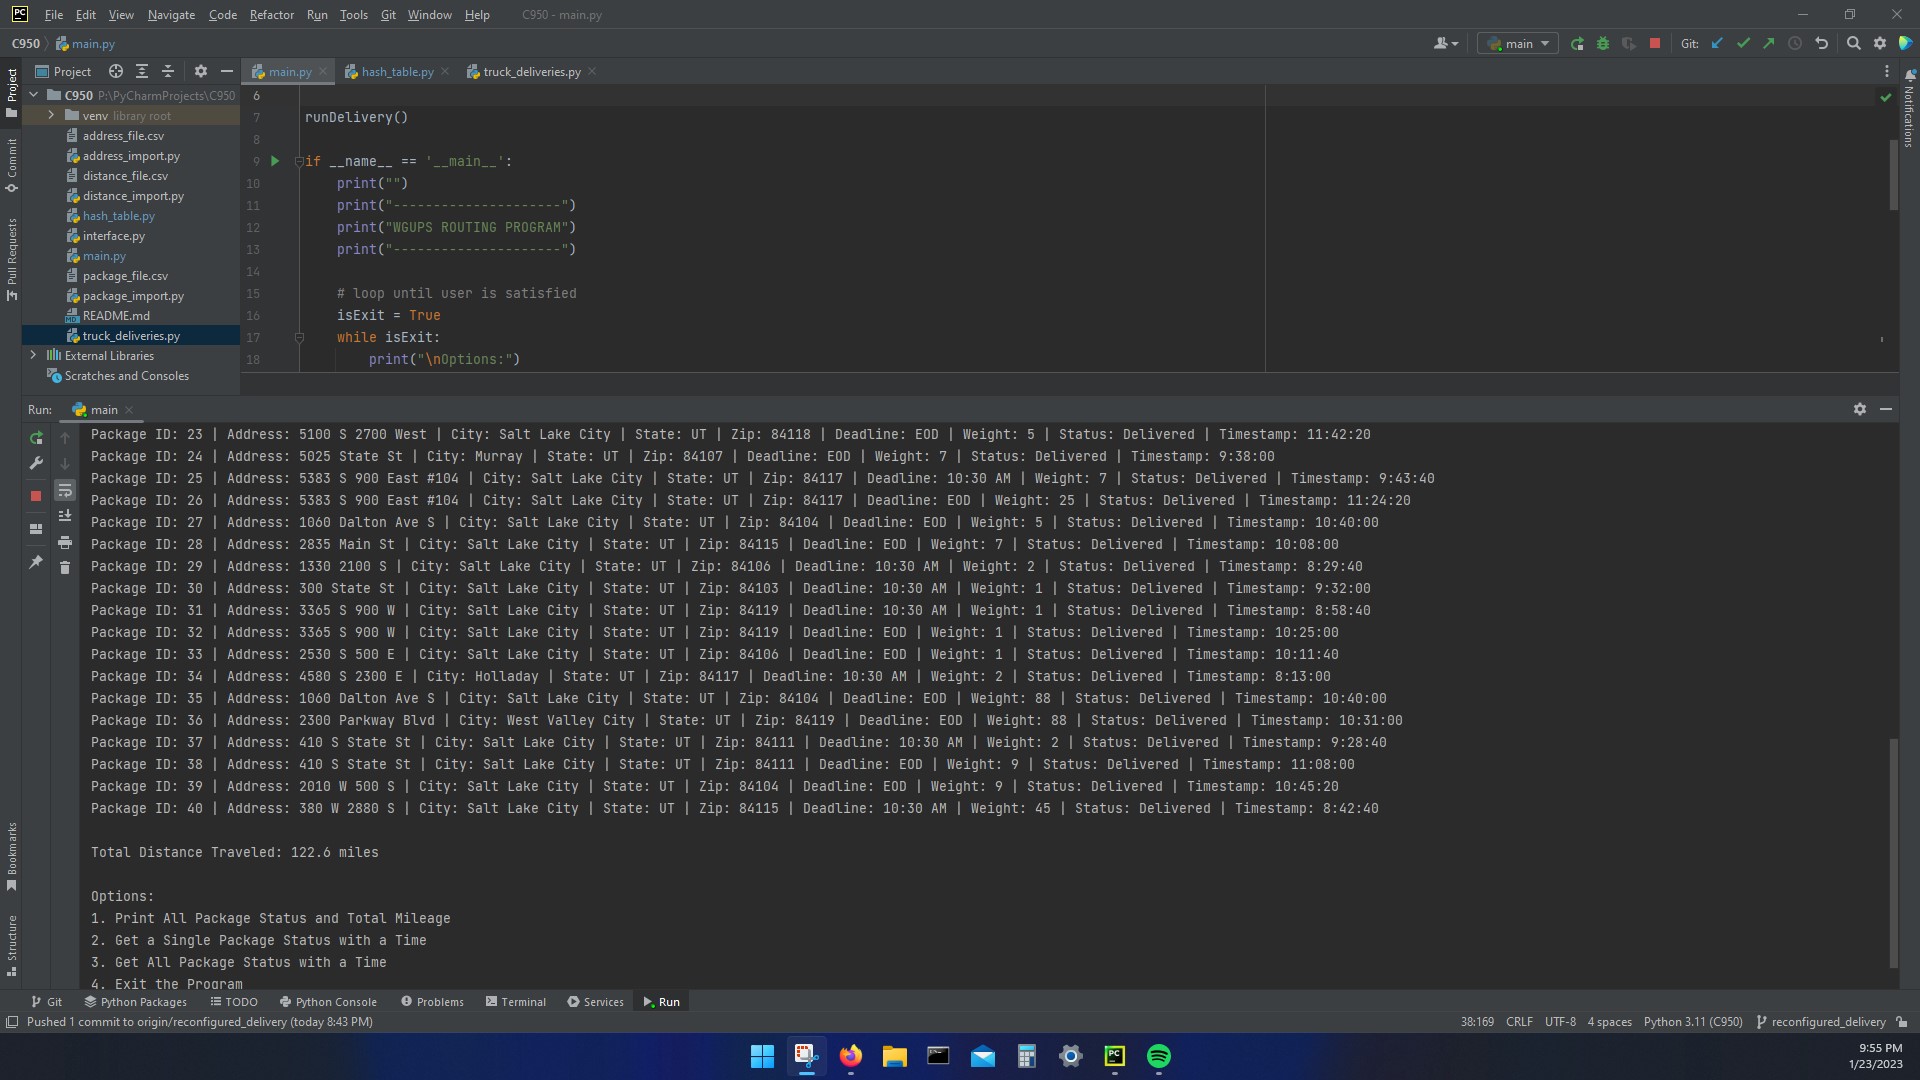 PC File Edit View Navigate Code Refactor Run Tools Git Window Help C950 - main.py
C950 main.py main Git:
Project main.py hash_table.py truck_deliveries.py
C950 P:\PyCharmProjects\C950
venv library root
address_file.csv
address_import.py
distance_file.csv
distance_import.py
hash_table.py
interface.py
main.py
package_file.csv
package_import.py
README.md
truck_deliveries.py
External Libraries
Scratches and Consoles
Project
Commit
Pull Requests
Bookmarks
Structure
Notifications
6
7 runDelivery()
8
9 if __name__ == '__main__':
10 print("")
11 print("---------------------")
12 print("WGUPS ROUTING PROGRAM")
13 print("---------------------")
14
15 # loop until user is satisfied
16 isExit = True
17 while isExit:
18 print("\nOptions:")
Run: main
Package ID: 23 | Address: 5100 S 2700 West | City: Salt Lake City | State: UT | Zip: 84118 | Deadline: EOD | Weight: 5 | Status: Delivered | Timestamp: 11:42:20
Package ID: 24 | Address: 5025 State St | City: Murray | State: UT | Zip: 84107 | Deadline: EOD | Weight: 7 | Status: Delivered | Timestamp: 9:38:00
Package ID: 25 | Address: 5383 S 900 East #104 | City: Salt Lake City | State: UT | Zip: 84117 | Deadline: 10:30 AM | Weight: 7 | Status: Delivered | Timestamp: 9:43:40
Package ID: 26 | Address: 5383 S 900 East #104 | City: Salt Lake City | State: UT | Zip: 84117 | Deadline: EOD | Weight: 25 | Status: Delivered | Timestamp: 11:24:20
Package ID: 27 | Address: 1060 Dalton Ave S | City: Salt Lake City | State: UT | Zip: 84104 | Deadline: EOD | Weight: 5 | Status: Delivered | Timestamp: 10:40:00
Package ID: 28 | Address: 2835 Main St | City: Salt Lake City | State: UT | Zip: 84115 | Deadline: EOD | Weight: 7 | Status: Delivered | Timestamp: 10:08:00
Package ID: 29 | Address: 1330 2100 S | City: Salt Lake City | State: UT | Zip: 84106 | Deadline: 10:30 AM | Weight: 2 | Status: Delivered | Timestamp: 8:29:40
Package ID: 30 | Address: 300 State St | City: Salt Lake City | State: UT | Zip: 84103 | Deadline: 10:30 AM | Weight: 1 | Status: Delivered | Timestamp: 9:32:00
Package ID: 31 | Address: 3365 S 900 W | City: Salt Lake City | State: UT | Zip: 84119 | Deadline: 10:30 AM | Weight: 1 | Status: Delivered | Timestamp: 8:58:40
Package ID: 32 | Address: 3365 S 900 W | City: Salt Lake City | State: UT | Zip: 84119 | Deadline: EOD | Weight: 1 | Status: Delivered | Timestamp: 10:25:00
Package ID: 33 | Address: 2530 S 500 E | City: Salt Lake City | State: UT | Zip: 84106 | Deadline: EOD | Weight: 1 | Status: Delivered | Timestamp: 10:11:40
Package ID: 34 | Address: 4580 S 2300 E | City: Holladay | State: UT | Zip: 84117 | Deadline: 10:30 AM | Weight: 2 | Status: Delivered | Timestamp: 8:13:00
Package ID: 35 | Address: 1060 Dalton Ave S | City: Salt Lake City | State: UT | Zip: 84104 | Deadline: EOD | Weight: 88 | Status: Delivered | Timestamp: 10:40:00
Package ID: 36 | Address: 2300 Parkway Blvd | City: West Valley City | State: UT | Zip: 84119 | Deadline: EOD | Weight: 88 | Status: Delivered | Timestamp: 10:31:00
Package ID: 37 | Address: 410 S State St | City: Salt Lake City | State: UT | Zip: 84111 | Deadline: 10:30 AM | Weight: 2 | Status: Delivered | Timestamp: 9:28:40
Package ID: 38 | Address: 410 S State St | City: Salt Lake City | State: UT | Zip: 84111 | Deadline: EOD | Weight: 9 | Status: Delivered | Timestamp: 11:08:00
Package ID: 39 | Address: 2010 W 500 S | City: Salt Lake City | State: UT | Zip: 84104 | Deadline: EOD | Weight: 9 | Status: Delivered | Timestamp: 10:45:20
Package ID: 40 | Address: 380 W 2880 S | City: Salt Lake City | State: UT | Zip: 84115 | Deadline: 10:30 AM | Weight: 45 | Status: Delivered | Timestamp: 8:42:40
Total Distance Traveled: 122.6 miles
Options:
1. Print All Package Status and Total Mileage
2. Get a Single Package Status with a Time
3. Get All Package Status with a Time
4. Exit the Program
Git Python Packages TODO Python Console Problems Terminal Services Run
Pushed 1 commit to origin/reconfigured_delivery (today 8:43 PM) 38:169 CRLF UTF-8 4 spaces Python 3.11 (C950) reconfigured_delivery
PC
9:55 PM
1/23/2023